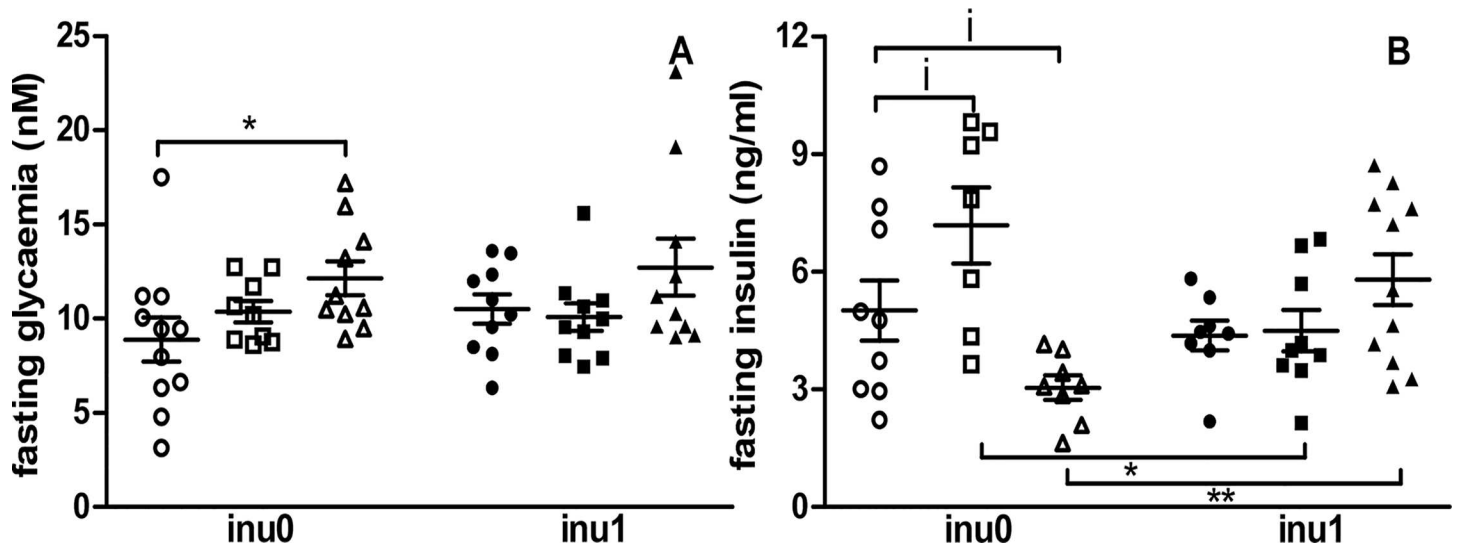 A
fasting glycaemia (nM)
25
20
15
10
5
0
*
inu0
inu1
B
fasting insulin (ng/ml)
12
9
6
3
0
i
i
*
**
inu0
inu1